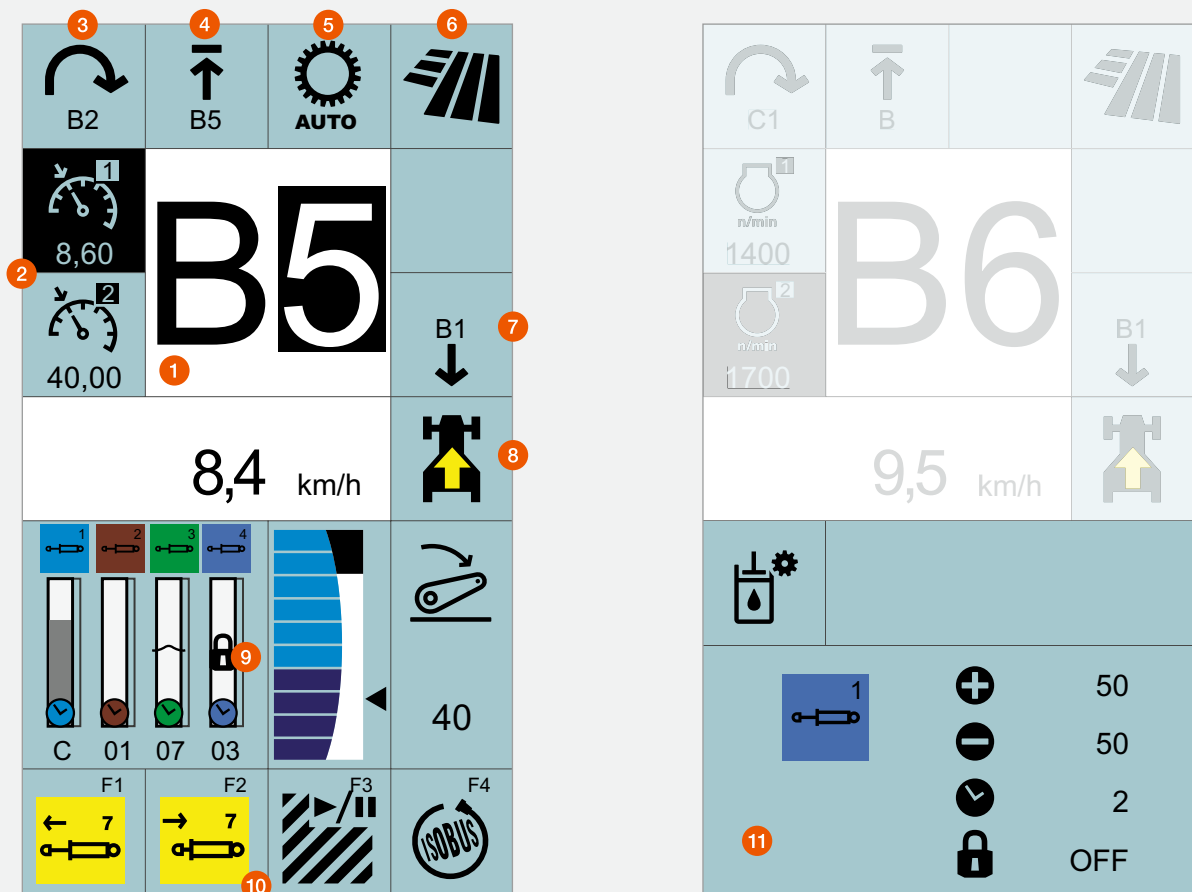 3 4 5 6
B2 B5 AUTO
1
8,60
B5
2
2
40,00
1
B1 7
8,4 km/h
8
1 2 3 4
9
C 01 07 03
40
F1 F2 F3 F4
7 7
ISOBUS
10
C1 B
1
n/min
1400
B6
2
n/min
1700
B1
9,5 km/h
1
50
50
2
OFF
11